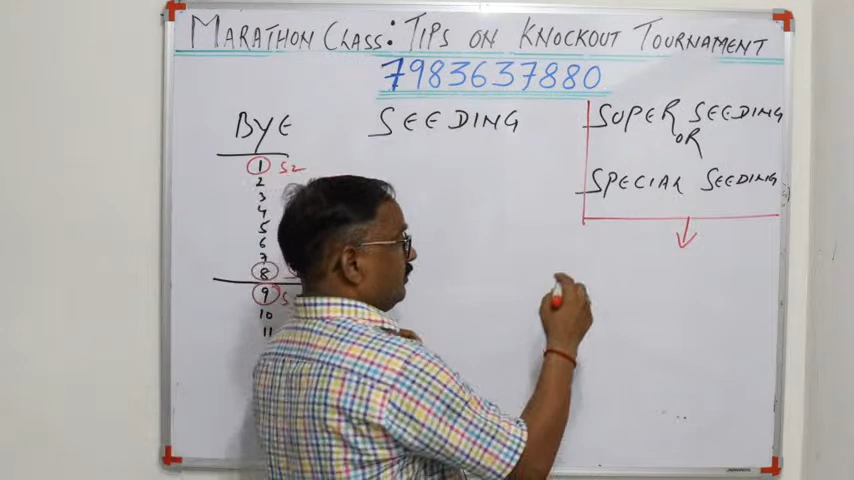 MARATHON CLASS: TIPS ON KNOCKOUT TOURNAMENT
7983637880
BYE
SEEDING
SUPER SEEDING
OR
SPECIAL SEEDING
1 S2
2
3
4
5
6
7
8
9 S
10
11